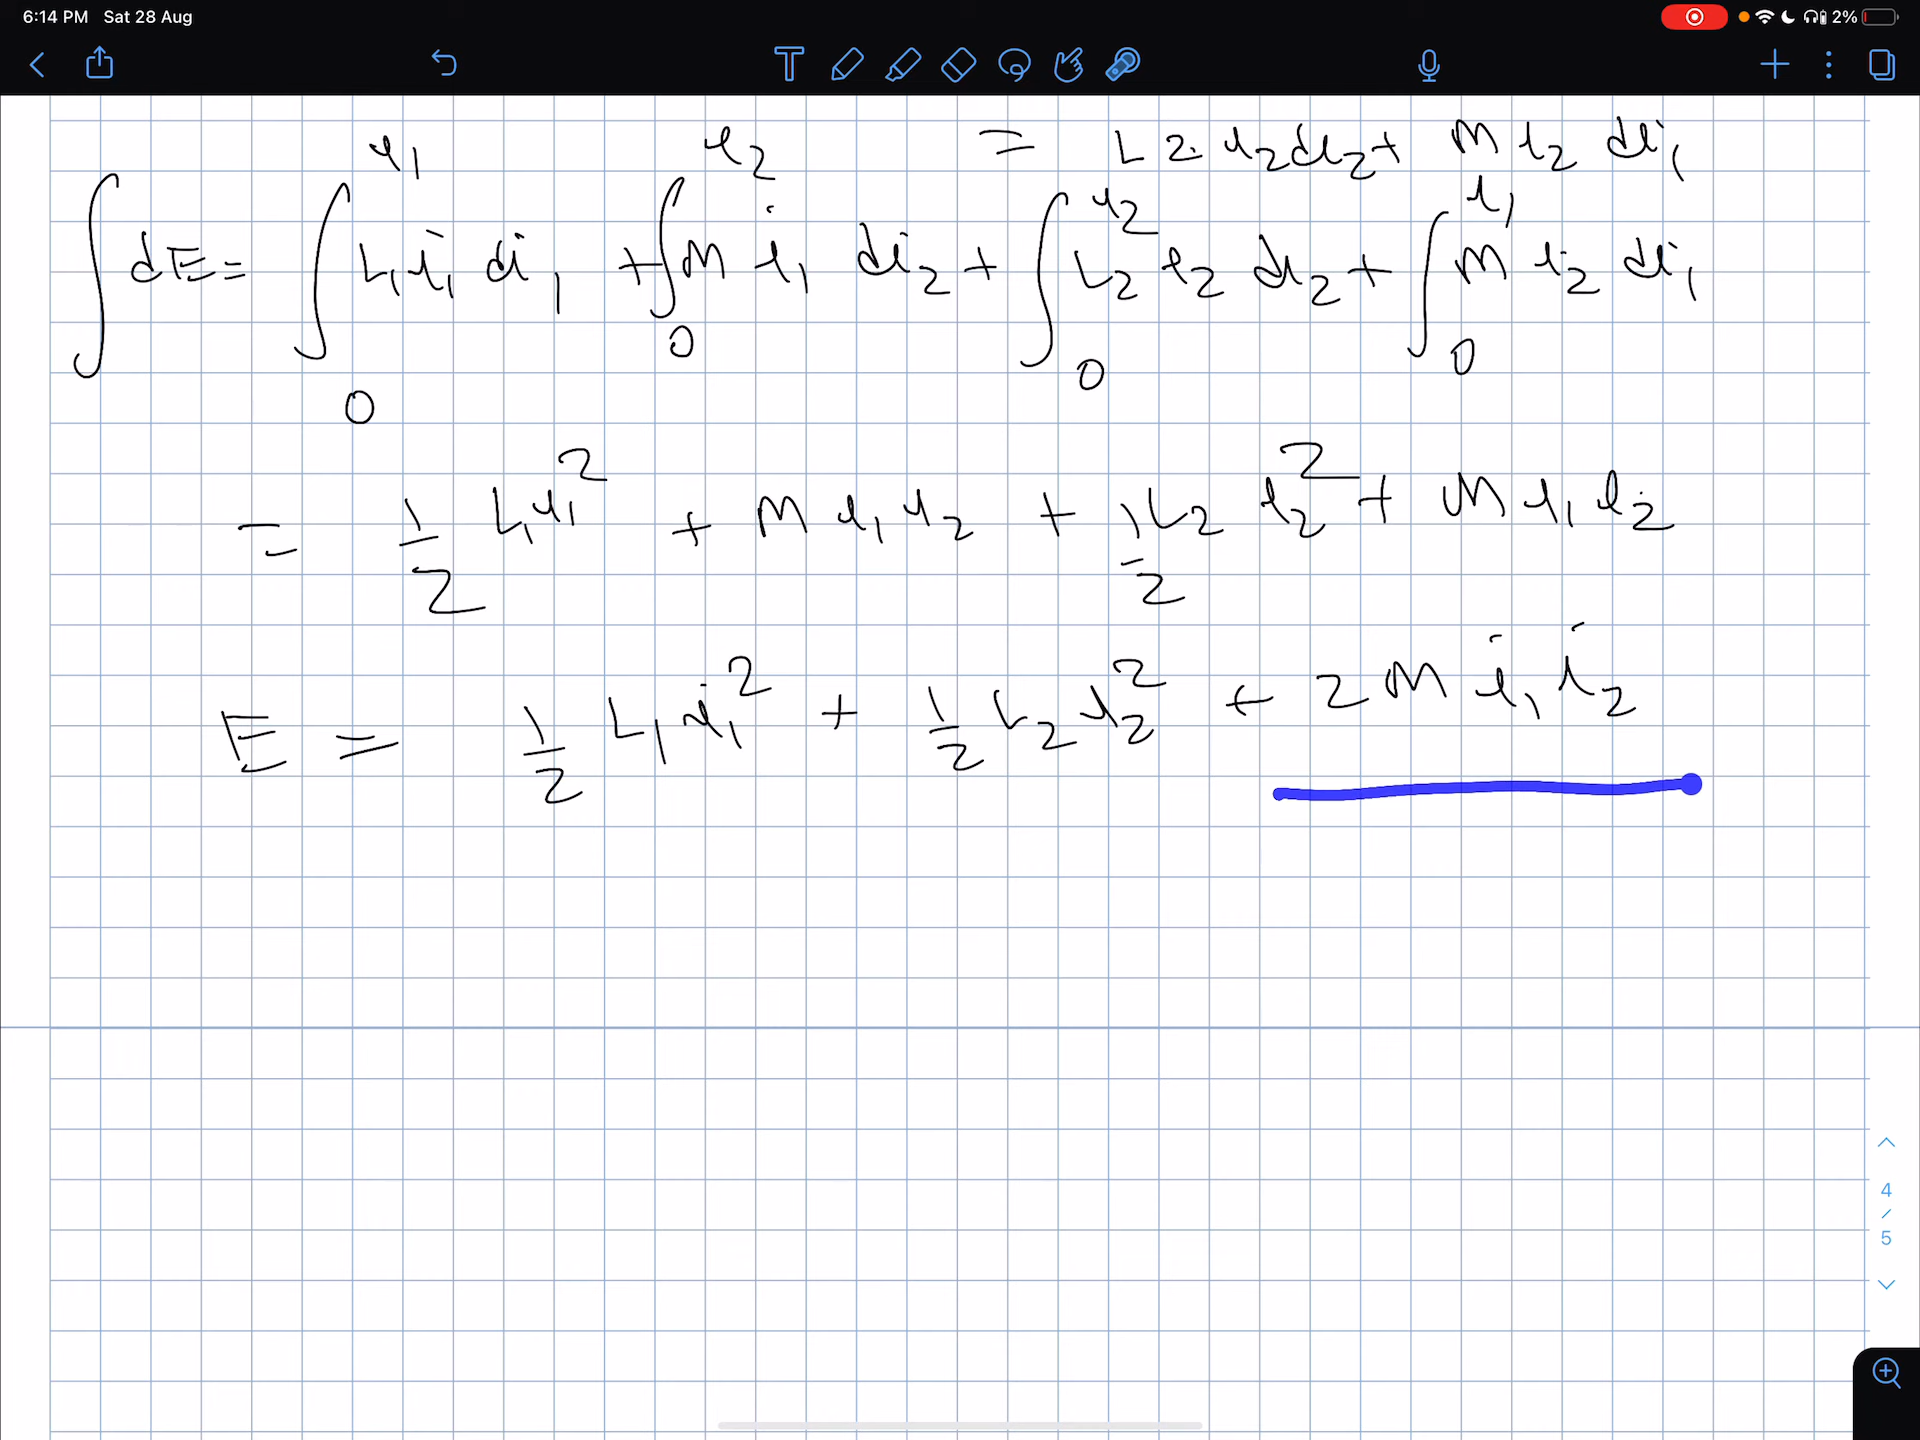 6:14 PM Sat 28 Aug 2%
= L2 i2 di2 + M i2 di1
∫ dE = ∫₀^i1 L1 i1 di1 + ∫₀^i2 M i1 di2 + ∫₀^i2 L2 i2 di2 + ∫₀^i1 M i2 di1
= 1/2 L1 i1² + M i1 i2 + 1/2 L2 i2² + M i1 i2
E = 1/2 L1 i1² + 1/2 L2 i2² + 2 M i1 i2
4
/
5